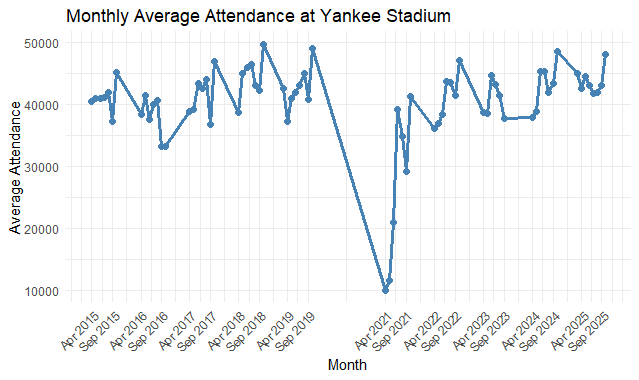 Monthly Average Attendance at Yankee Stadium
Average Attendance
50000
40000
30000
20000
10000
Apr 2015
Sep 2015
Apr 2016
Sep 2016
Apr 2017
Sep 2017
Apr 2018
Sep 2018
Apr 2019
Sep 2019
Apr 2021
Sep 2021
Apr 2022
Sep 2022
Apr 2023
Sep 2023
Apr 2024
Sep 2024
Apr 2025
Sep 2025
Month